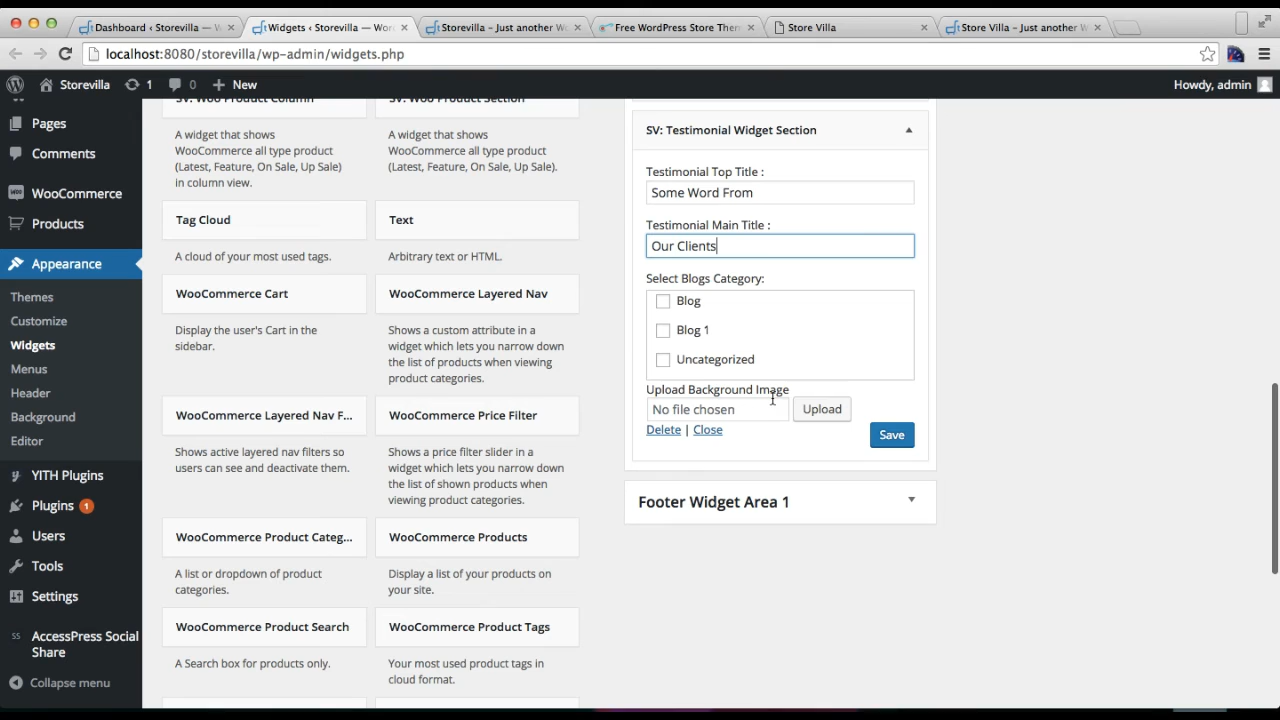 Dashboard ‹ Storevilla — W
Widgets ‹ Storevilla — Wor
Storevilla – Just another W
Free WordPress Store Them
Store Villa
Store Villa – Just another W
localhost:8080/storevilla/wp-admin/widgets.php
Storevilla
1
0
New
Howdy, admin
Pages
Comments
WooCommerce
Products
Appearance
Themes
Customize
Widgets
Menus
Header
Background
Editor
YITH Plugins
Plugins 1
Users
Tools
Settings
AccessPress Social
Share
Collapse menu
SV: Woo Product Column
A widget that shows
WooCommerce all type product
(Latest, Feature, On Sale, Up Sale)
in column view.
SV: Woo Product Section
A widget that shows
WooCommerce all type product
(Latest, Feature, On Sale, Up Sale).
Tag Cloud
A cloud of your most used tags.
Text
Arbitrary text or HTML.
WooCommerce Cart
Display the user's Cart in the
sidebar.
WooCommerce Layered Nav
Shows a custom attribute in a
widget which lets you narrow down
the list of products when viewing
product categories.
WooCommerce Layered Nav F...
Shows active layered nav filters so
users can see and deactivate them.
WooCommerce Price Filter
Shows a price filter slider in a
widget which lets you narrow down
the list of shown products when
viewing product categories.
WooCommerce Product Categ...
A list or dropdown of product
categories.
WooCommerce Products
Display a list of your products on
your site.
WooCommerce Product Search
A Search box for products only.
WooCommerce Product Tags
Your most used product tags in
cloud format.
SV: Testimonial Widget Section
Testimonial Top Title :
Some Word From
Testimonial Main Title :
Our Clients
Select Blogs Category:
Blog
Blog 1
Uncategorized
Upload Background Image
No file chosen
Upload
Delete | Close
Save
Footer Widget Area 1